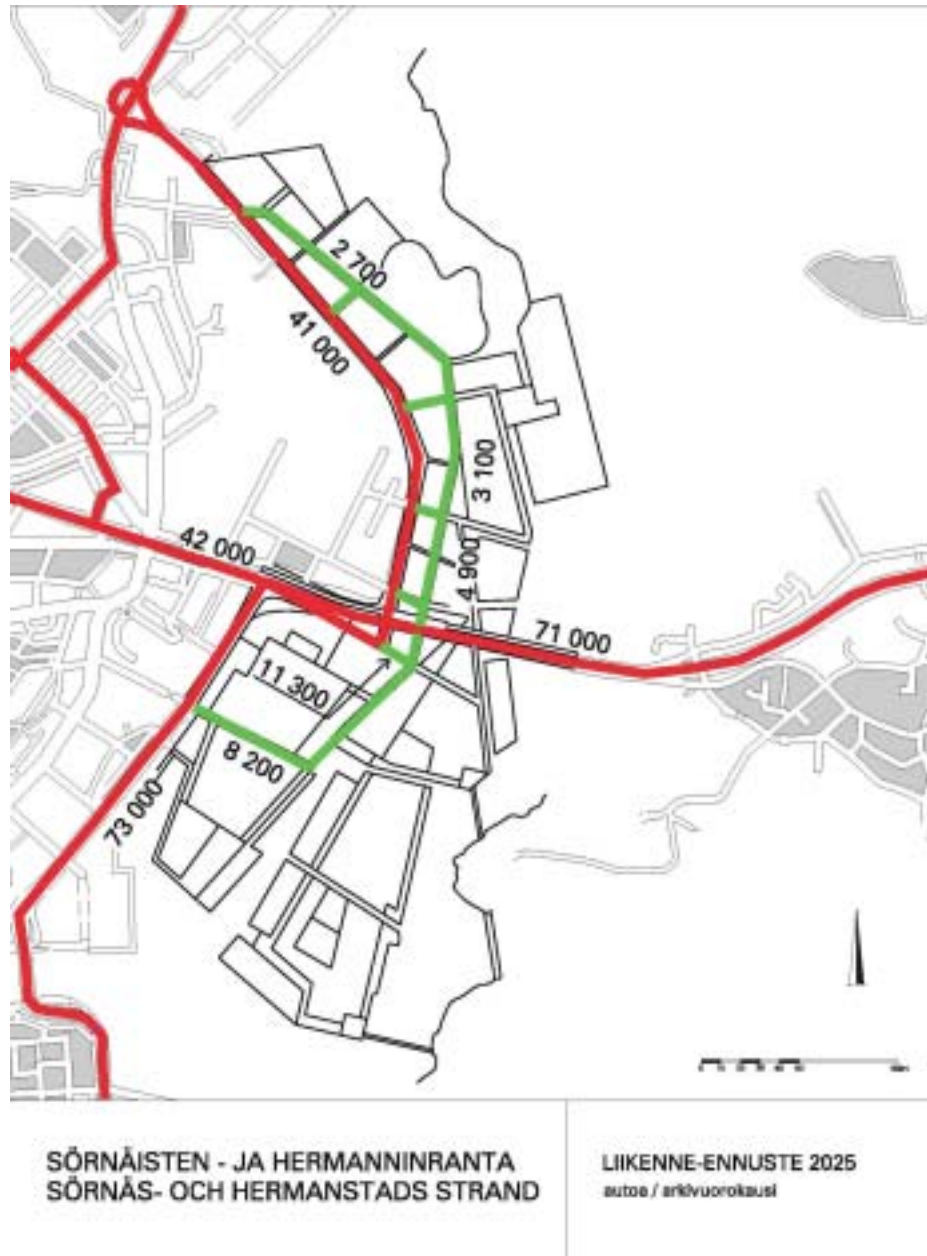 2 700
41 000
3 100
42 000
4 900
71 000
11 300
8 200
73 000
SÖRNÄISTEN - JA HERMANNINRANTA
SÖRNÄS- OCH HERMANSTADS STRAND
LIIKENNE-ENNUSTE 2025
autoa / arkivuorokausi